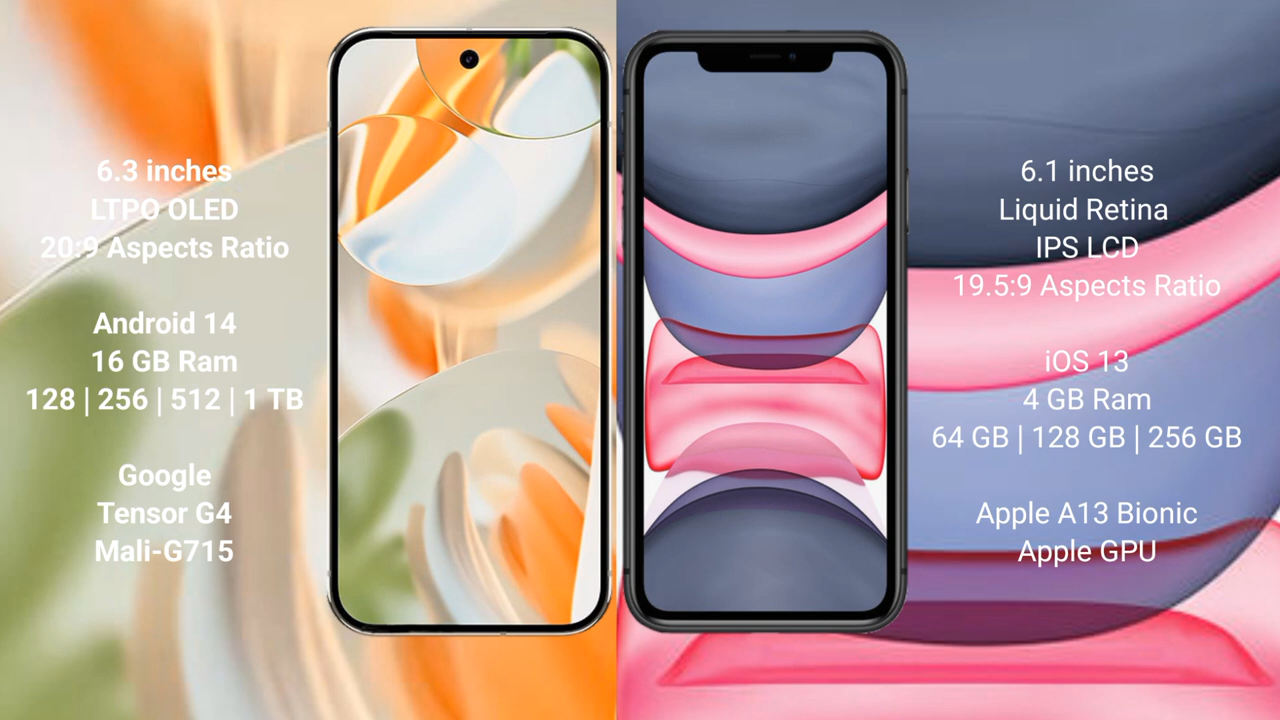 6.3 inches
LTPO OLED
20:9 Aspects Ratio
Android 14
16 GB Ram
128 | 256 | 512 | 1 TB
Google
Tensor G4
Mali-G715
6.1 inches
Liquid Retina
IPS LCD
19.5:9 Aspects Ratio
iOS 13
4 GB Ram
64 GB | 128 GB | 256 GB
Apple A13 Bionic
Apple GPU